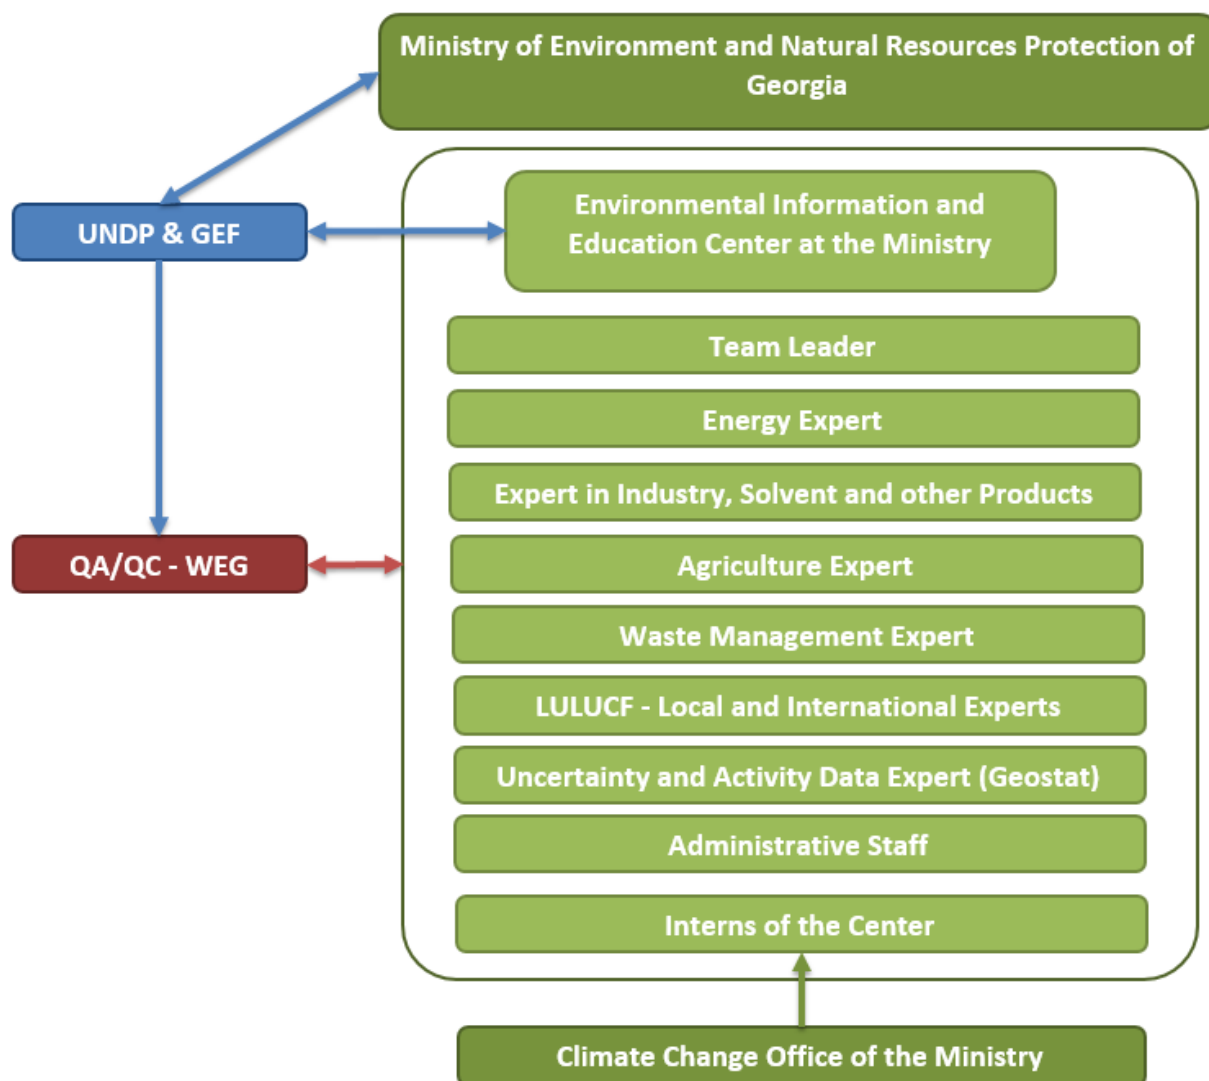 Ministry of Environment and Natural Resources Protection of
Georgia
UNDP & GEF
Environmental Information and
Education Center at the Ministry
Team Leader
Energy Expert
Expert in Industry, Solvent and other Products
QA/QC - WEG
Agriculture Expert
Waste Management Expert
LULUCF - Local and International Experts
Uncertainty and Activity Data Expert (Geostat)
Administrative Staff
Interns of the Center
Climate Change Office of the Ministry